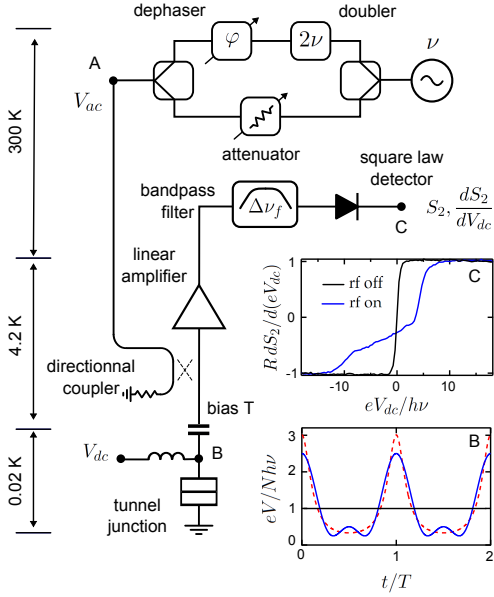 dephaser
doubler
φ
2ν
ν
A
V_ac
300 K
attenuator
square law
detector
bandpass
filter
Δν_f
C
S_2, dS_2/dV_dc
linear
amplifier
4.2 K
directionnal
coupler
bias T
V_dc
B
0.02 K
tunnel
junction
1
0
-1
R dS_2/d(eV_dc)
rf off
rf on
C
-10
0
10
eV_dc/hν
3
2
1
0
eV/Nhν
B
0
1
2
t/T